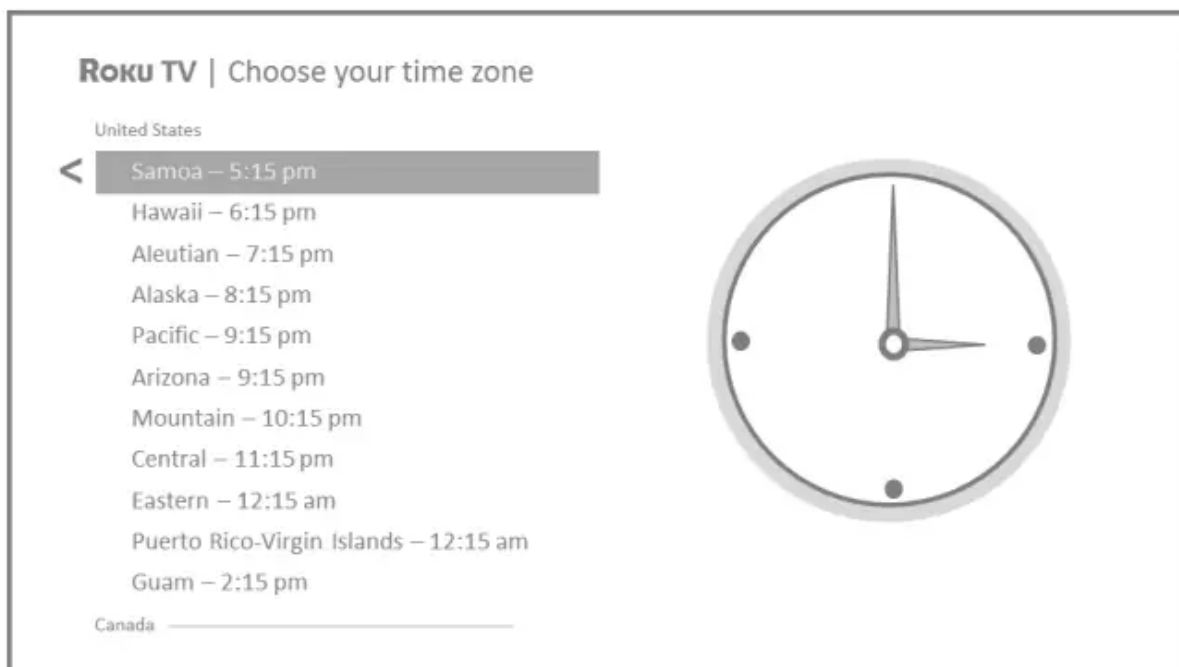 ROKU TV | Choose your time zone
United States
<
Samoa – 5:15 pm
Hawaii – 6:15 pm
Aleutian – 7:15 pm
Alaska – 8:15 pm
Pacific – 9:15 pm
Arizona – 9:15 pm
Mountain – 10:15 pm
Central – 11:15 pm
Eastern – 12:15 am
Puerto Rico-Virgin Islands – 12:15 am
Guam – 2:15 pm
Canada